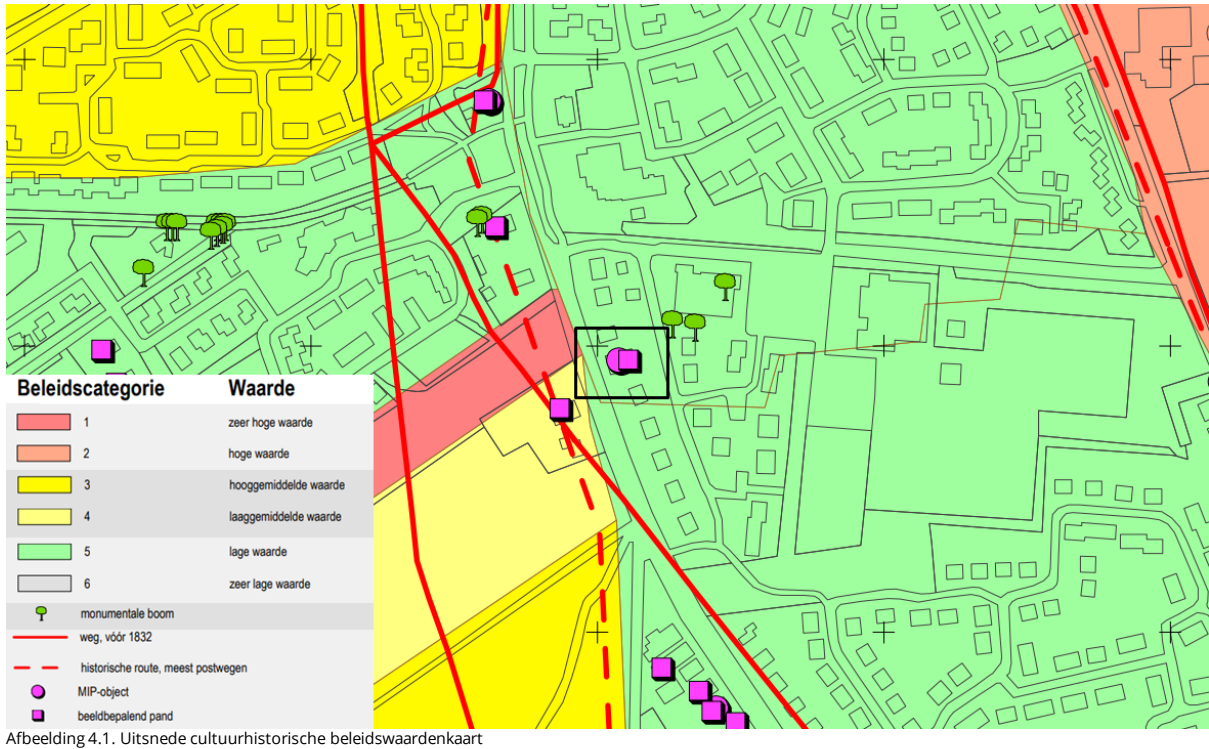 Beleidscategorie Waarde
1 zeer hoge waarde
2 hoge waarde
3 hooggemiddelde waarde
4 laaggemiddelde waarde
5 lage waarde
6 zeer lage waarde
monumentale boom
weg, vóór 1832
historische route, meest postwegen
MIP-object
beeldbepalend pand
Afbeelding 4.1. Uitsnede cultuurhistorische beleidswaardenkaart